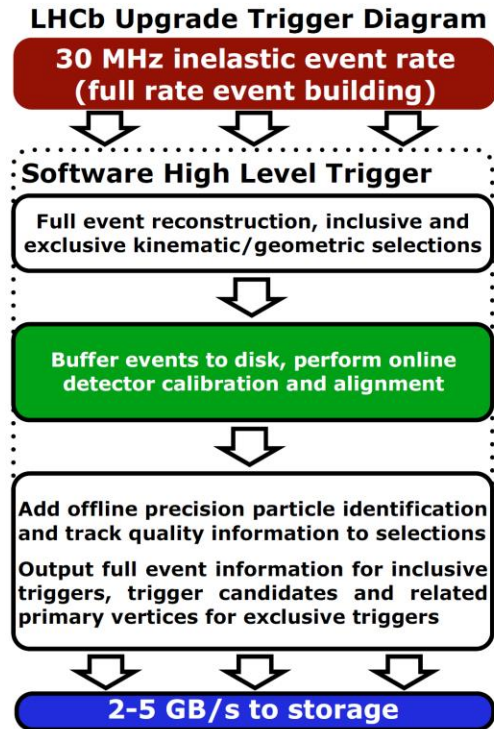 LHCb Upgrade Trigger Diagram
30 MHz inelastic event rate
(full rate event building)
Software High Level Trigger
Full event reconstruction, inclusive and
exclusive kinematic/geometric selections
Buffer events to disk, perform online
detector calibration and alignment
Add offline precision particle identification
and track quality information to selections
Output full event information for inclusive
triggers, trigger candidates and related
primary vertices for exclusive triggers
2-5 GB/s to storage